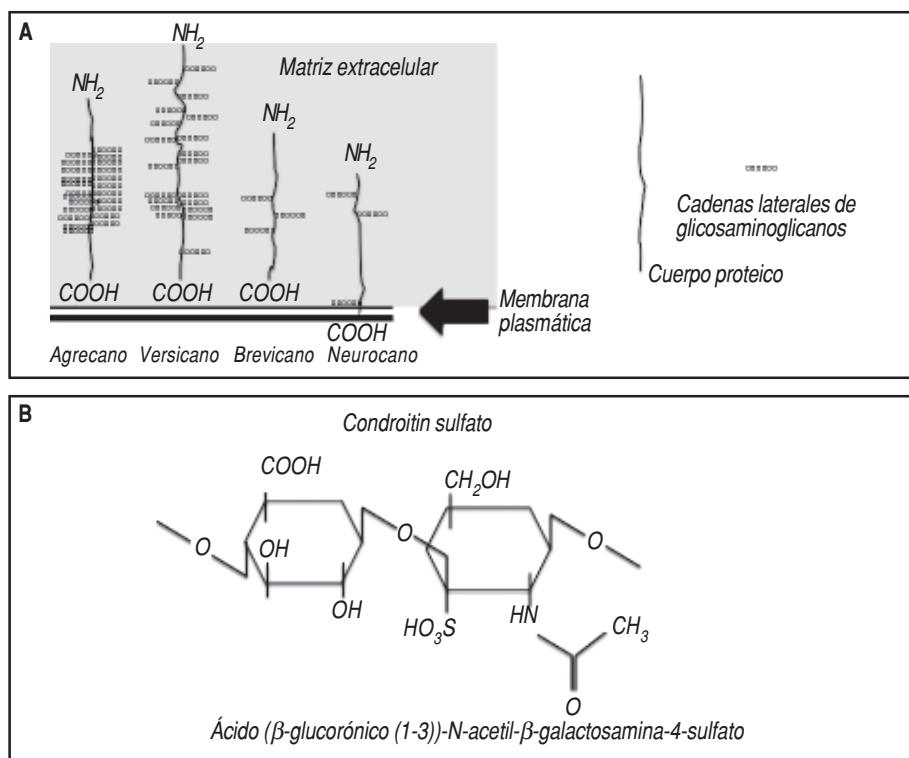 A
NH2
NH2
Matriz extracelular
NH2
NH2
Cadenas laterales de
glicosaminoglicanos
Cuerpo proteico
COOH
COOH
COOH
Membrana
plasmática
COOH
Agrecano
Versicano
Brevicano
Neurocano
B
Condroitin sulfato
COOH
CH2OH
O
O
O
OH
OH
HO3S
HN
CH3
O
Ácido (β-glucorónico (1-3))-N-acetil-β-galactosamina-4-sulfato